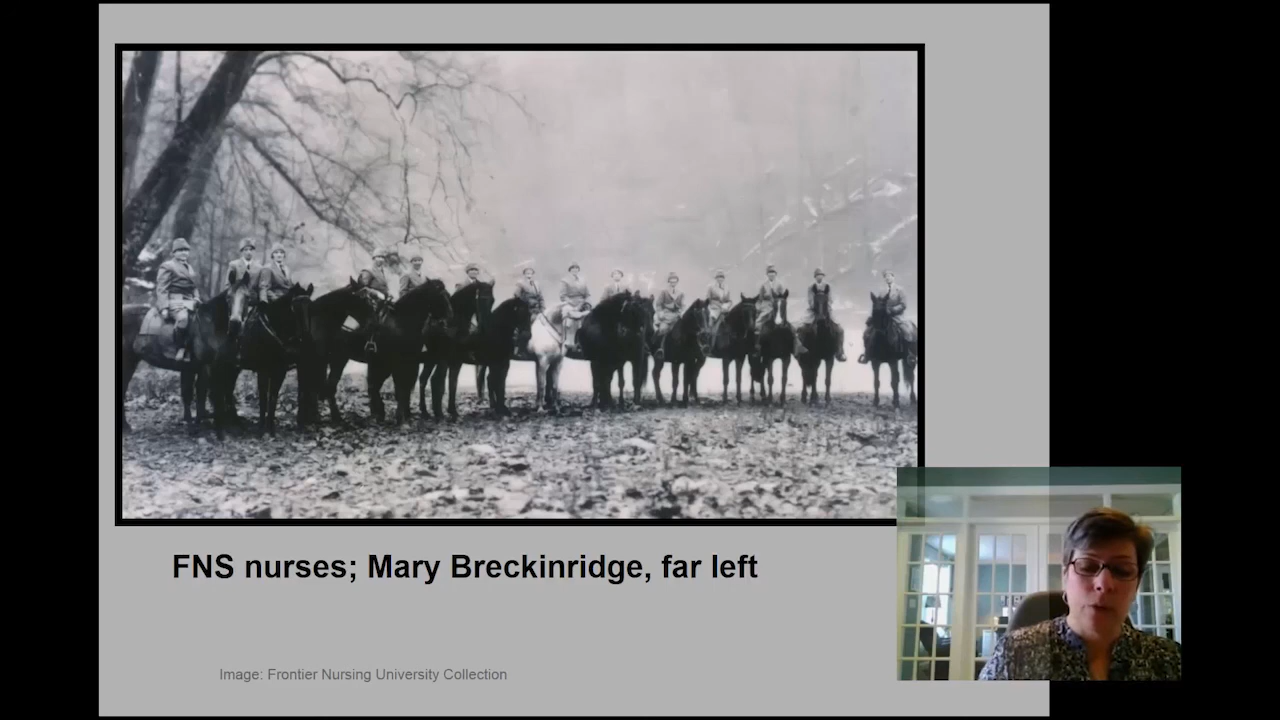 FNS nurses; Mary Breckinridge, far left
Image: Frontier Nursing University Collection